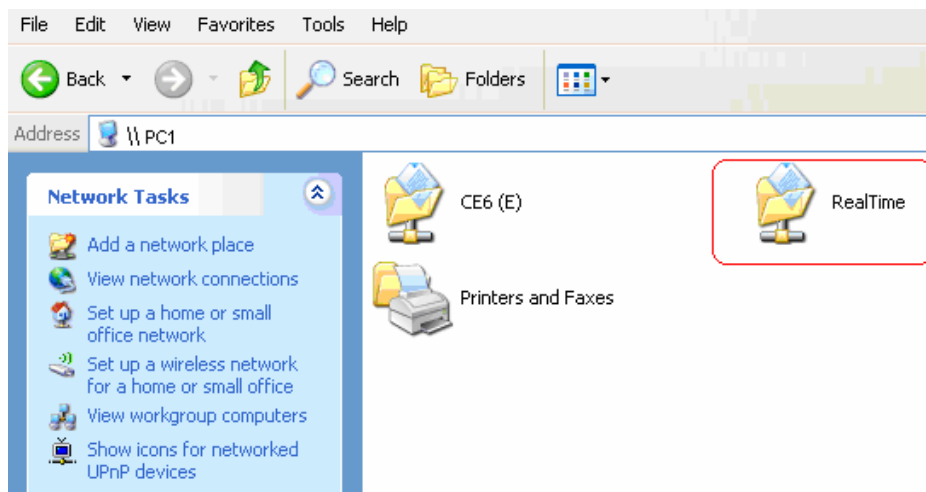 File Edit View Favorites Tools Help
Back Search Folders
Address \\ PC1
Network Tasks
Add a network place
View network connections
Set up a home or small
office network
Set up a wireless network
for a home or small office
View workgroup computers
Show icons for networked
UPnP devices
CE6 (E)
RealTime
Printers and Faxes